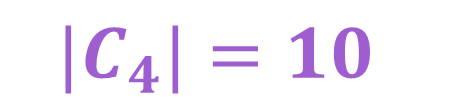 |C₄| = 10